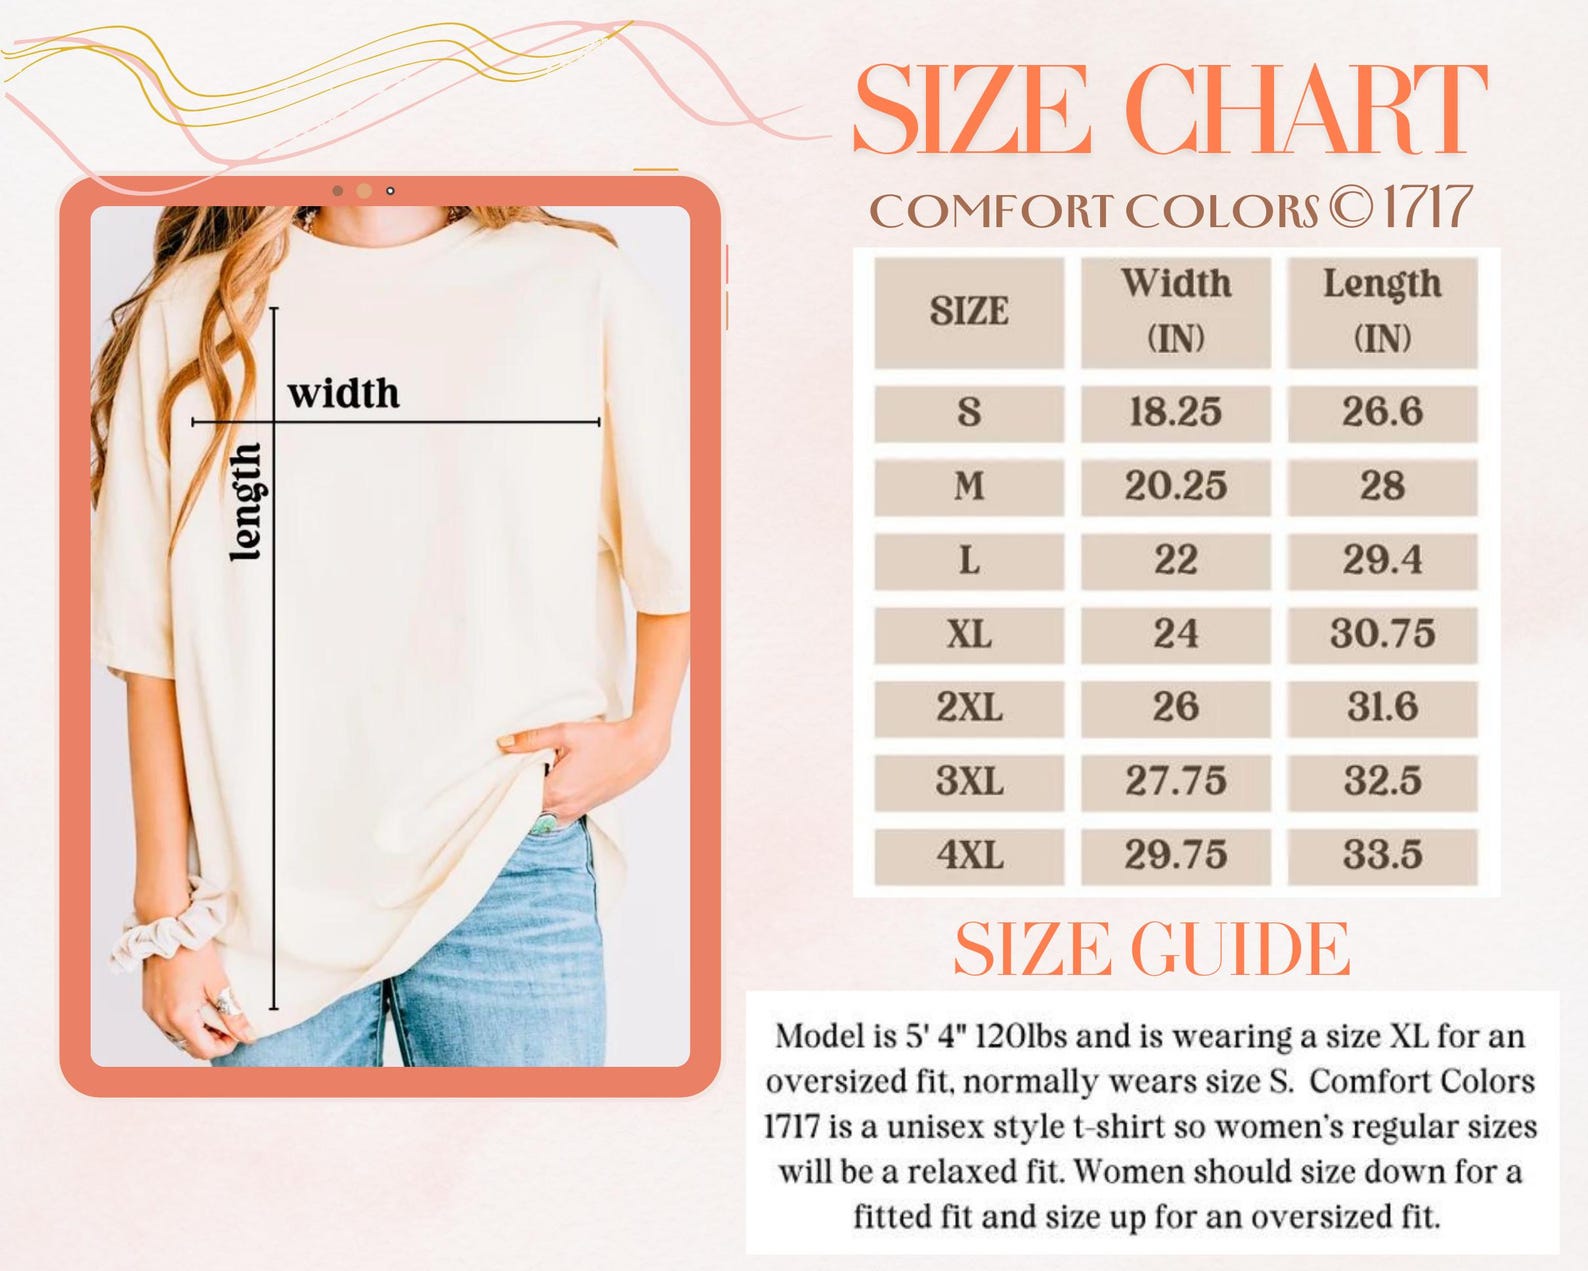 SIZE CHART
COMFORT COLORS © 1717
width
length
SIZE Width (IN) Length (IN)
S 18.25 26.6
M 20.25 28
L 22 29.4
XL 24 30.75
2XL 26 31.6
3XL 27.75 32.5
4XL 29.75 33.5
SIZE GUIDE
Model is 5' 4" 120lbs and is wearing a size XL for an
oversized fit, normally wears size S. Comfort Colors
1717 is a unisex style t-shirt so women's regular sizes
will be a relaxed fit. Women should size down for a
fitted fit and size up for an oversized fit.